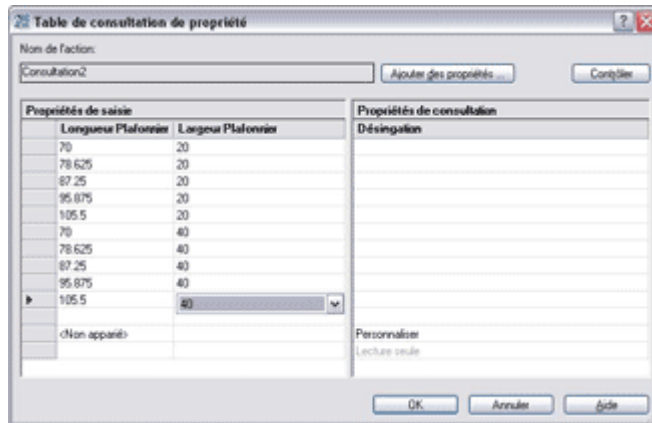 Table de consultation de propriété
Nom de l'action:
Consultation2
Ajouter des propriétés ...
Contrôler
Propriétés de saisie
Propriétés de consultation
Longueur Plafonnier Largeur Plafonnier
Désingation
70 20
78.625 20
87.25 20
95.875 20
105.5 20
70 40
78.625 40
87.25 40
95.875 40
105.5 40
<Non apparié> Personnaliser
Lecture seule
OK Annuler Aide